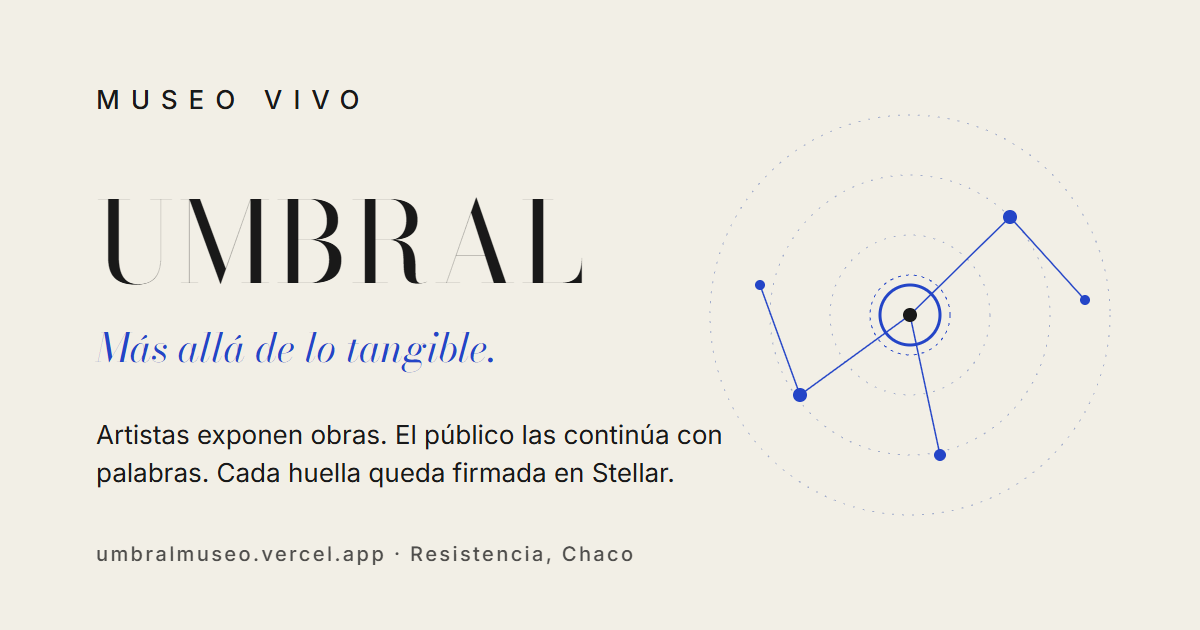 MUSEO VIVO
UMBRAL
Más allá de lo tangible.
Artistas exponen obras. El público las continúa con
palabras. Cada huella queda firmada en Stellar.
umbralmuseo.vercel.app · Resistencia, Chaco